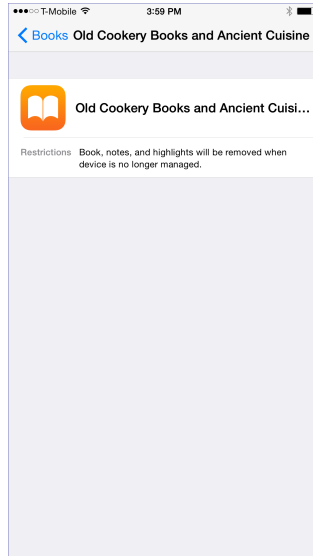 T-Mobile 3:59 PM
Books Old Cookery Books and Ancient Cuisine
Old Cookery Books and Ancient Cuisi...
Restrictions Book, notes, and highlights will be removed when
device is no longer managed.